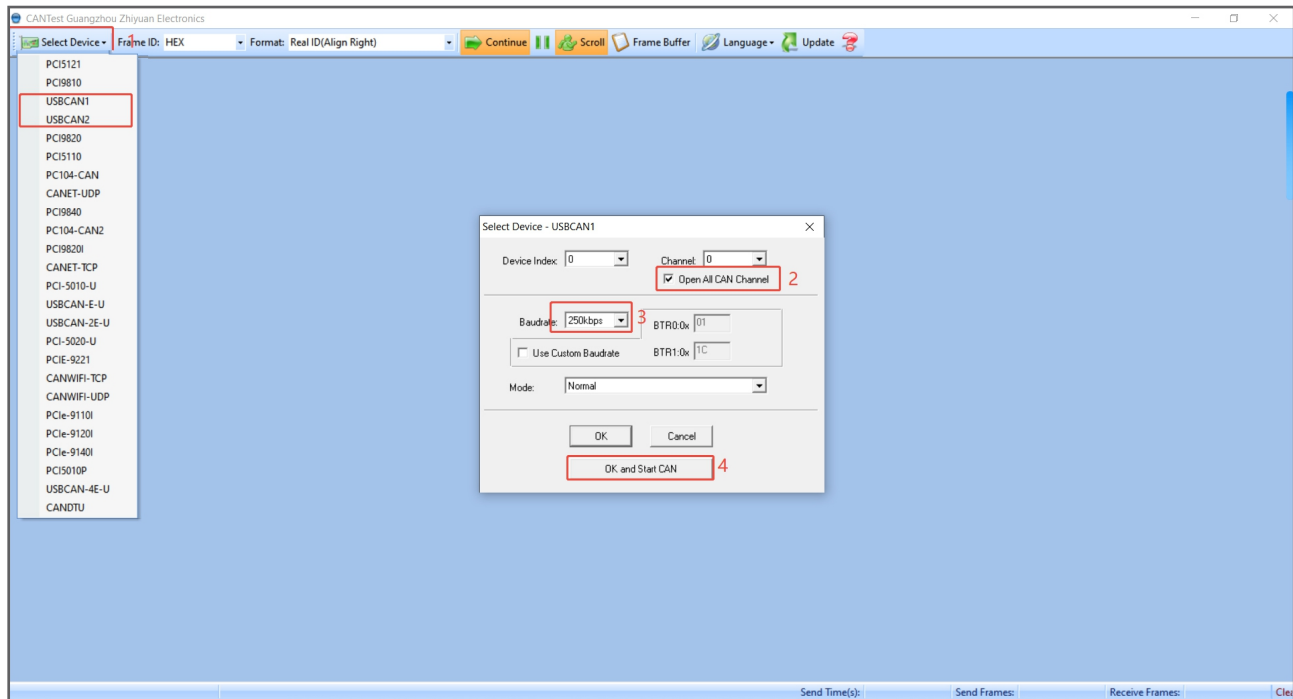 CANTest Guangzhou Zhiyuan Electronics
Select Device 1 Frame ID: HEX Format: Real ID(Align Right) Continue Scroll Frame Buffer Language Update
PCI5121
PCI9810
USBCAN1
USBCAN2
PCI9820
PCI5110
PC104-CAN
CANET-UDP
PCI9840
PC104-CAN2
PCI9820I
CANET-TCP
PCI-5010-U
USBCAN-E-U
USBCAN-2E-U
PCI-5020-U
PCIE-9221
CANWIFI-TCP
CANWIFI-UDP
PCIe-9110I
PCIe-9120I
PCIe-9140I
PCI5010P
USBCAN-4E-U
CANDTU
Select Device - USBCAN1
Device Index: 0 Channel: 0
Open All CAN Channel 2
Baudrate: 250kbps 3 BTR0:0x 01
Use Custom Baudrate BTR1:0x 1C
Mode: Normal
OK Cancel
OK and Start CAN 4
Send Time(s): Send Frames: Receive Frames: Clea